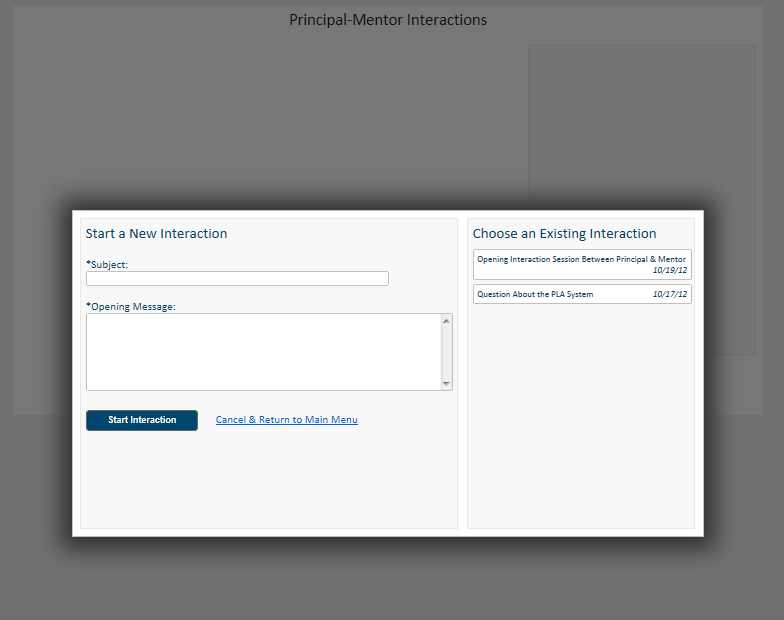 Principal-Mentor Interactions
Start a New Interaction
*Subject:
*Opening Message:
Start Interaction
Cancel & Return to Main Menu
Choose an Existing Interaction
Opening Interaction Session Between Principal & Mentor
10/19/12
Question About the PLA System 10/17/12